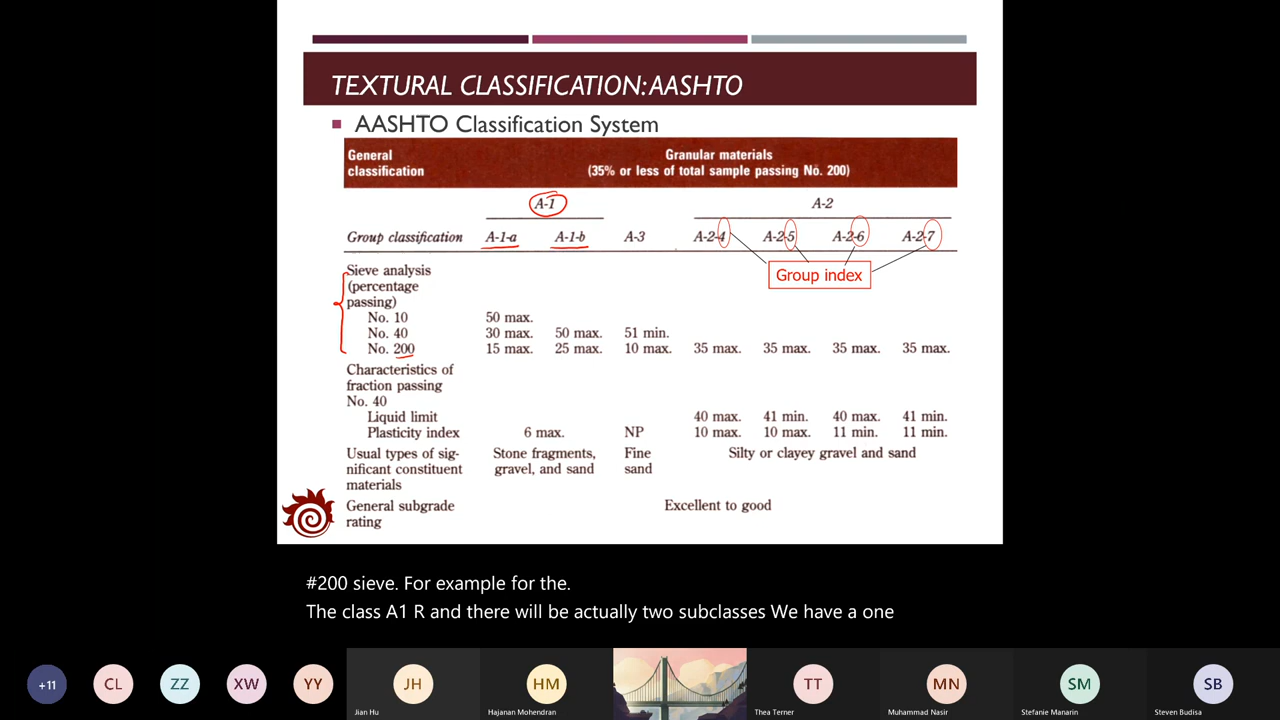 TEXTURAL CLASSIFICATION: AASHTO
AASHTO Classification System
General classification
Granular materials
(35% or less of total sample passing No. 200)
A-1
A-2
Group classification A-1-a A-1-b A-3 A-2-4 A-2-5 A-2-6 A-2-7
Group index
Sieve analysis
(percentage
passing)
No. 10 50 max.
No. 40 30 max. 50 max. 51 min.
No. 200 15 max. 25 max. 10 max. 35 max. 35 max. 35 max. 35 max.
Characteristics of
fraction passing
No. 40
Liquid limit 40 max. 41 min. 40 max. 41 min.
Plasticity index 6 max. NP 10 max. 10 max. 11 min. 11 min.
Usual types of sig- Stone fragments, Fine Silty or clayey gravel and sand
nificant constituent gravel, and sand sand
materials
General subgrade Excellent to good
rating
#200 sieve. For example for the.
The class A1 R and there will be actually two subclasses We have a one
+11 CL ZZ XW YY JH HM TT MN SM SB
Jian Hu Hajanan Mohendran Thea Terner Muhammad Nasir Stefanie Manarin Steven Budisa